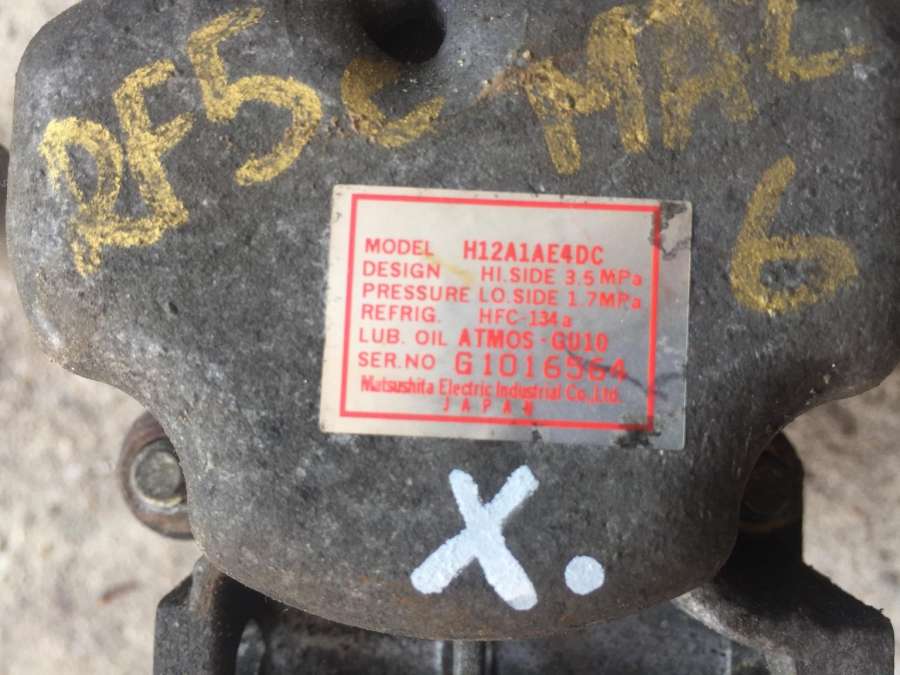 RF5C MAZ
6
MODEL H12A1AE4DC
DESIGN HI.SIDE 3.5 MPa
PRESSURE LO.SIDE 1.7MPa
REFRIG. HFC-134a
LUB. OIL ATMOS-GU10
SER.NO G1016564
Matsushita Electric Industrial Co.,Ltd.
JAPAN
X.